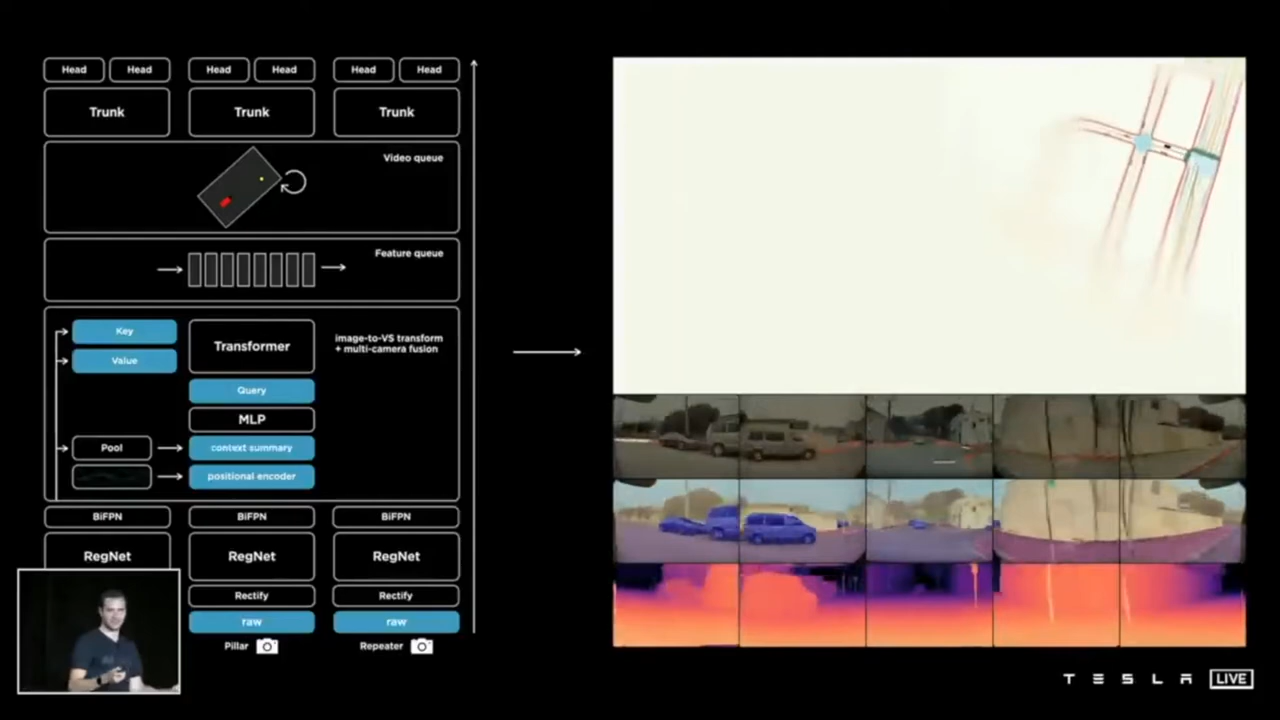 Head Head Head Head Head Head
Trunk Trunk Trunk
Video queue
Feature queue
Key
Value
Transformer
image-to-VS transform
+ multi-camera fusion
Query
MLP
Pool
context summary
positional encoder
BiFPN BiFPN BiFPN
RegNet RegNet RegNet
Rectify Rectify
raw raw
Pillar Repeater
TESLA LIVE